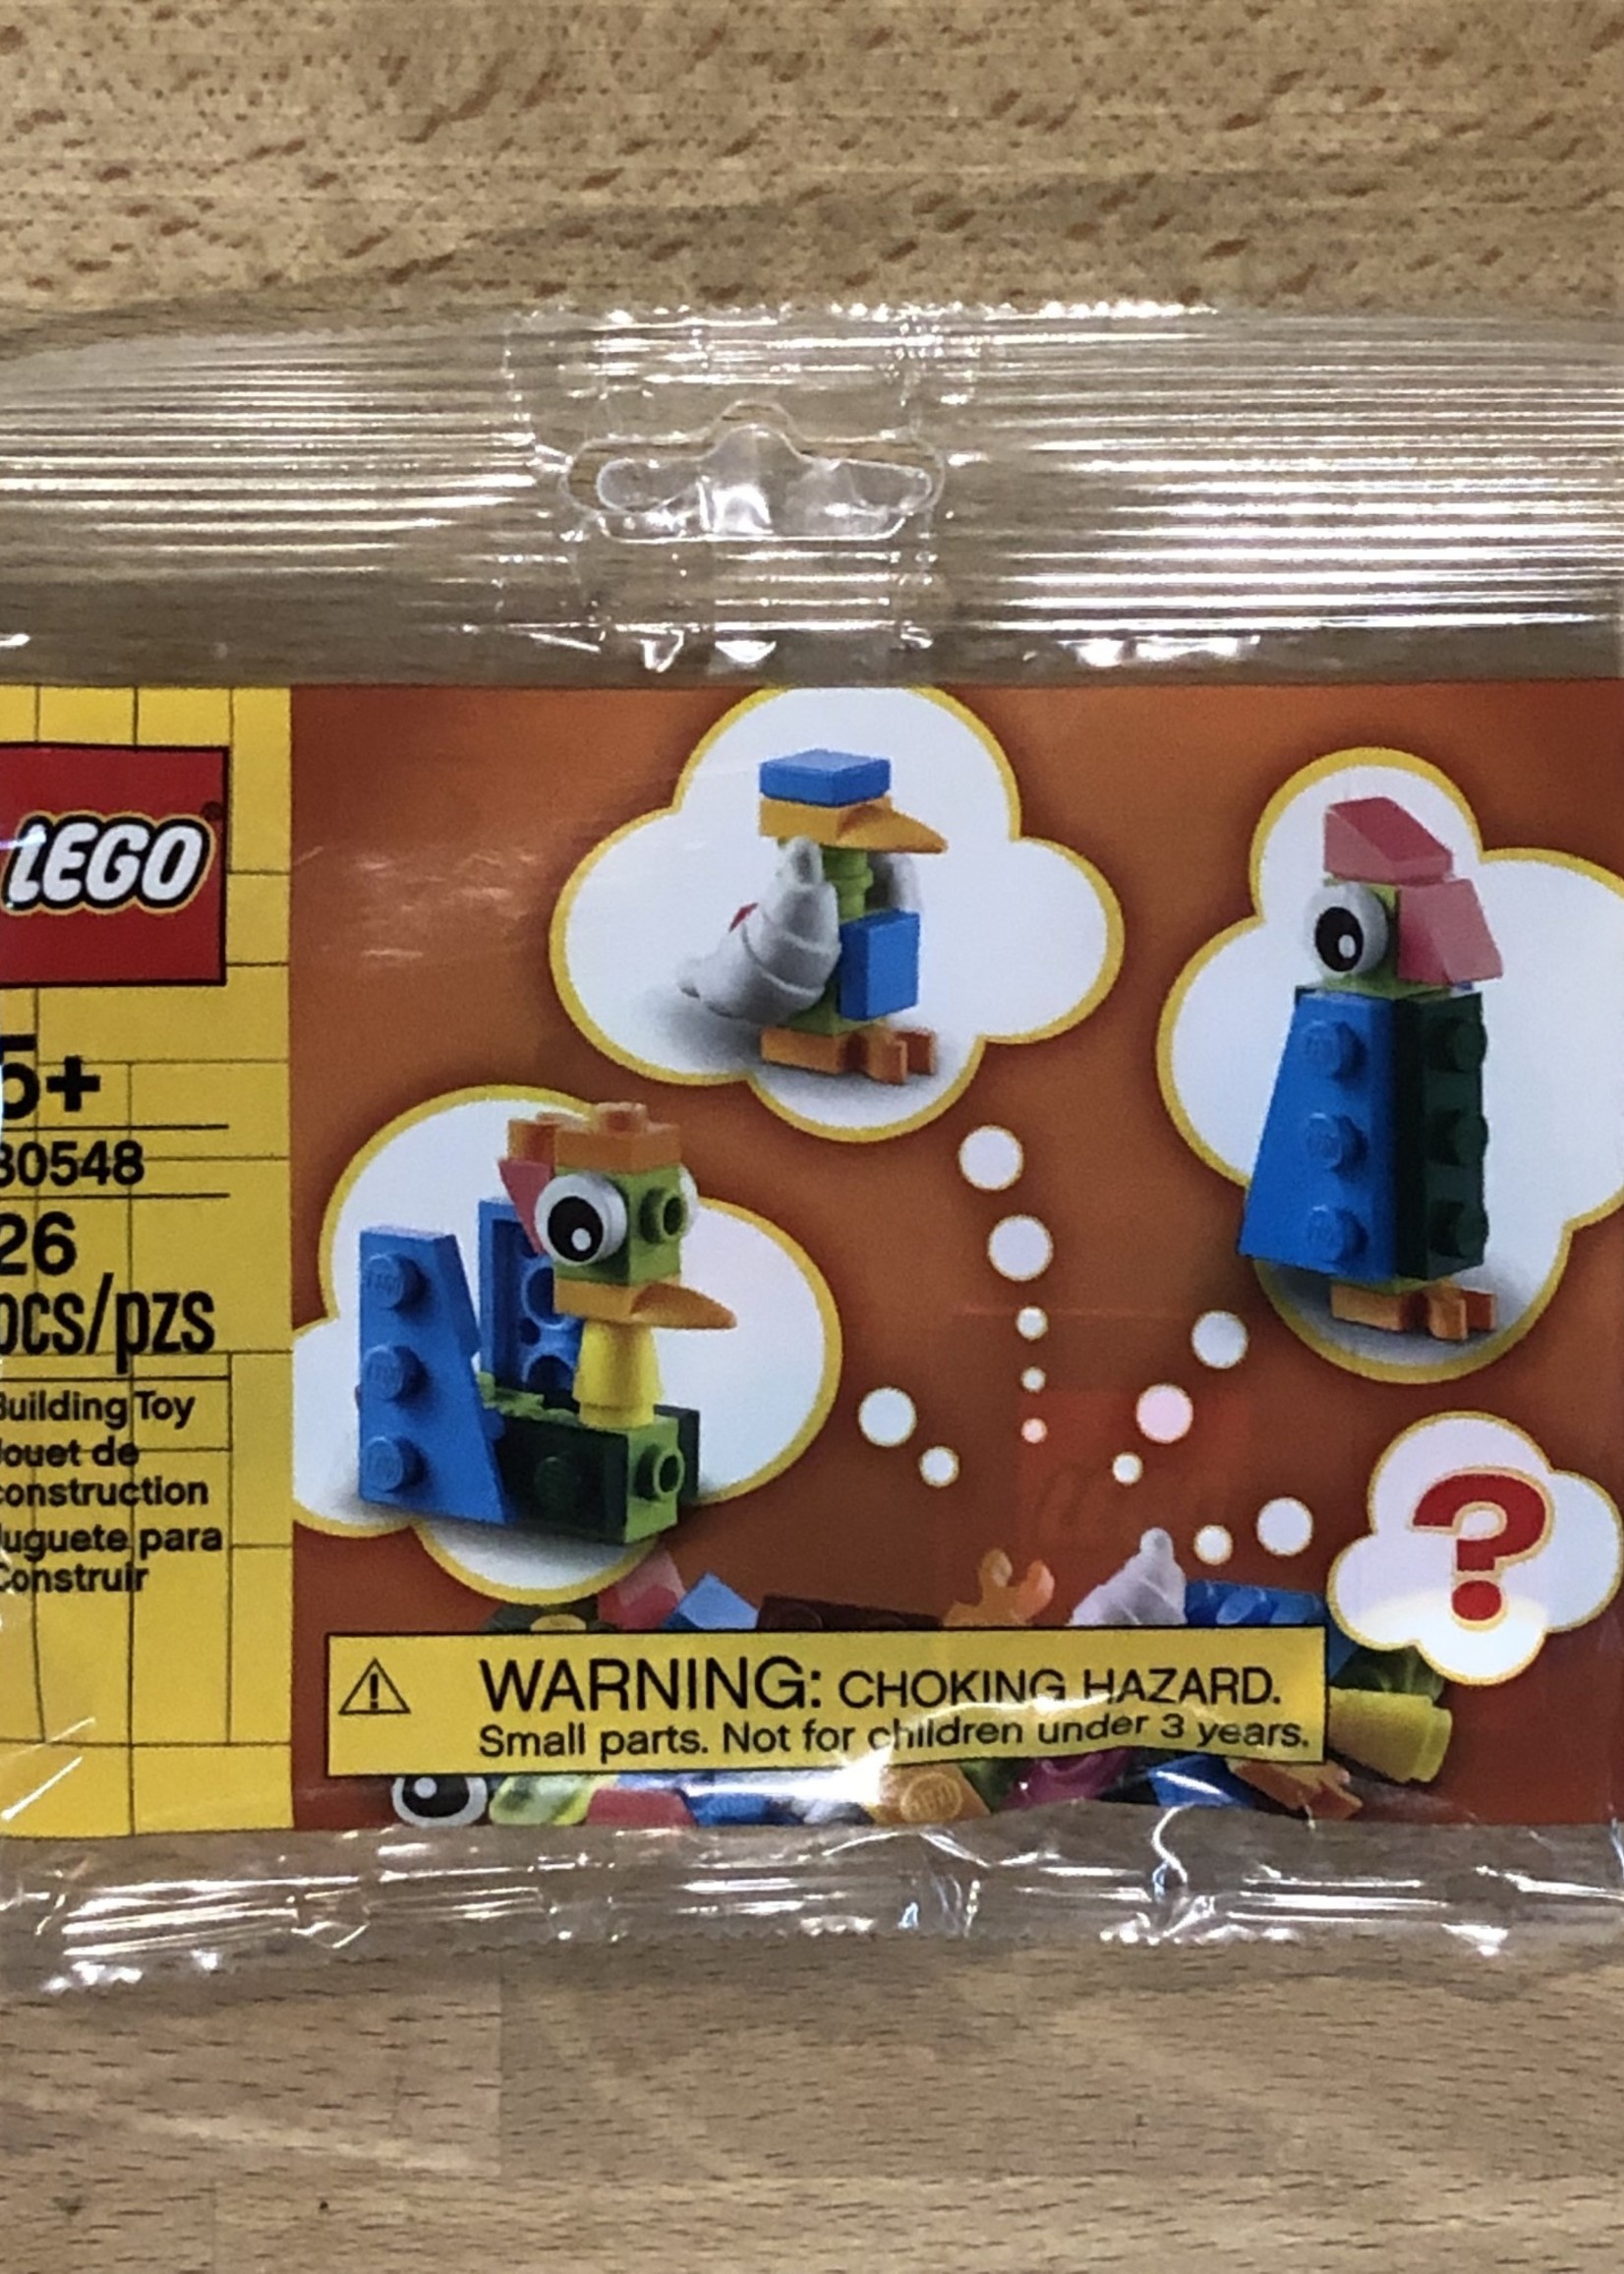 LEGO
5+
30548
26
pcs/pzs
Building Toy
Jouet de
construction
Juguete para
Construir
?
WARNING: CHOKING HAZARD.
Small parts. Not for children under 3 years.